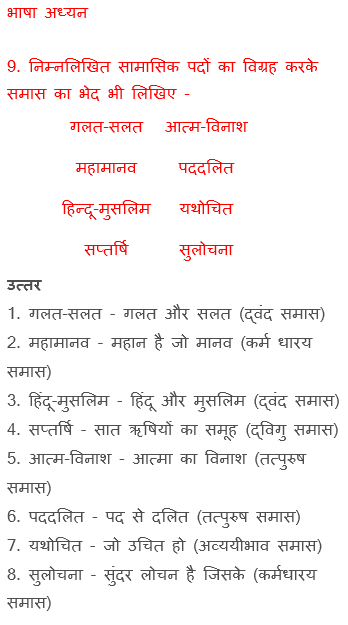 भाषा अध्यन
9. निम्नलिखित सामासिक पदों का विग्रह करके
समास का भेद भी लिखिए -
गलत-सलत आत्म-विनाश
महामानव पददलित
हिन्दू-मुसलिम यथोचित
सप्तर्षि सुलोचना
उत्तर
1. गलत-सलत - गलत और सलत (द्वंद समास)
2. महामानव - महान है जो मानव (कर्म धारय
समास)
3. हिंदू-मुसलिम - हिंदू और मुसलिम (द्वंद समास)
4. सप्तर्षि - सात ऋषियों का समूह (द्विगु समास)
5. आत्म-विनाश - आत्मा का विनाश (तत्पुरुष
समास)
6. पददलित - पद से दलित (तत्पुरुष समास)
7. यथोचित - जो उचित हो (अव्ययीभाव समास)
8. सुलोचना - सुंदर लोचन है जिसके (कर्मधारय
समास)